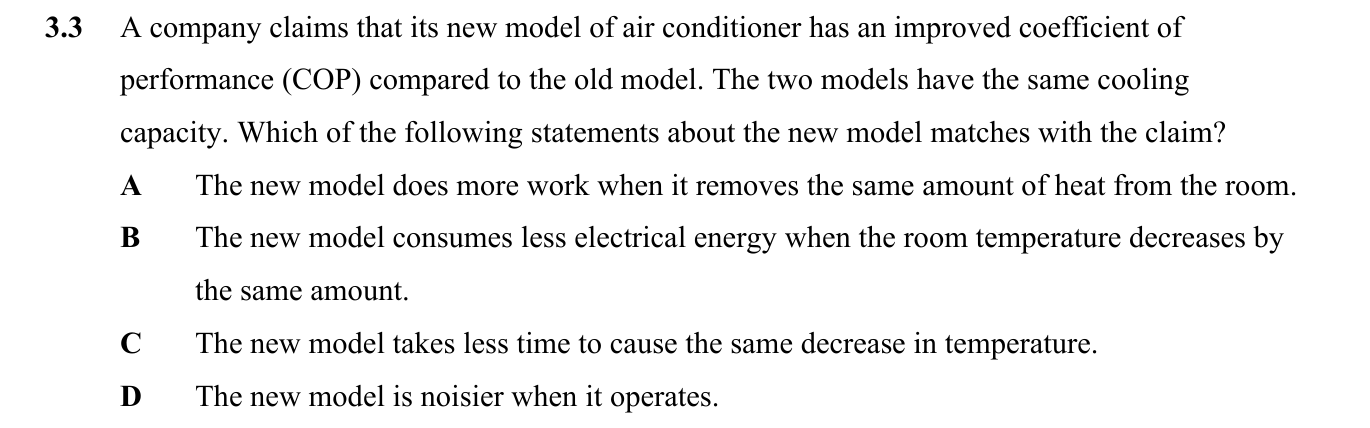 3.3 A company claims that its new model of air conditioner has an improved coefficient of
performance (COP) compared to the old model. The two models have the same cooling
capacity. Which of the following statements about the new model matches with the claim?
A The new model does more work when it removes the same amount of heat from the room.
B The new model consumes less electrical energy when the room temperature decreases by
the same amount.
C The new model takes less time to cause the same decrease in temperature.
D The new model is noisier when it operates.